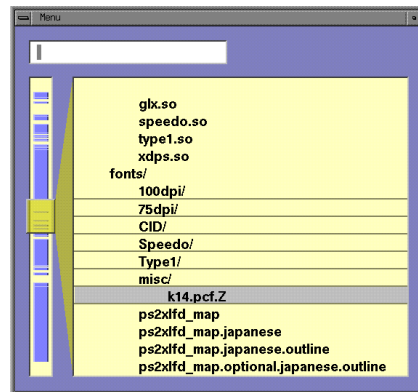 Menu
glx.so
speedo.so
type1.so
xdps.so
fonts/
100dpi/
75dpi/
CID/
Speedo/
Type1/
misc/
k14.pcf.Z
ps2xlfd_map
ps2xlfd_map.japanese
ps2xlfd_map.japanese.outline
ps2xlfd_map.optional.japanese.outline